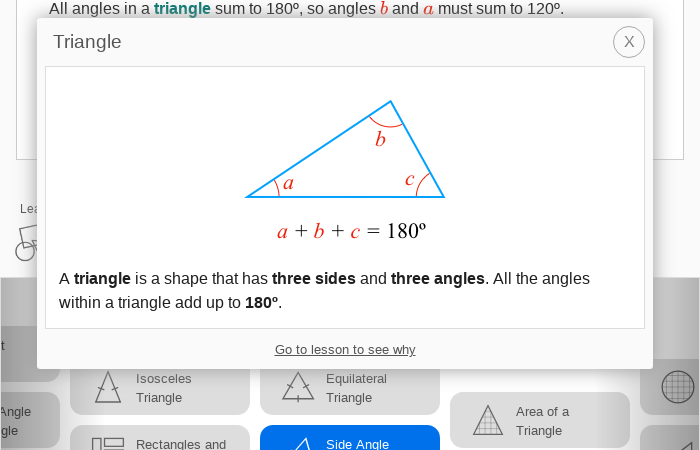 All angles in a triangle sum to 180º, so angles b and a must sum to 120º.
Triangle
X
b
a
c
a + b + c = 180º
A triangle is a shape that has three sides and three angles. All the angles
within a triangle add up to 180º.
Go to lesson to see why
Lea
t
Isosceles
Triangle
Equilateral
Triangle
Angle
gle
Area of a
Triangle
Rectangles and
Side Angle